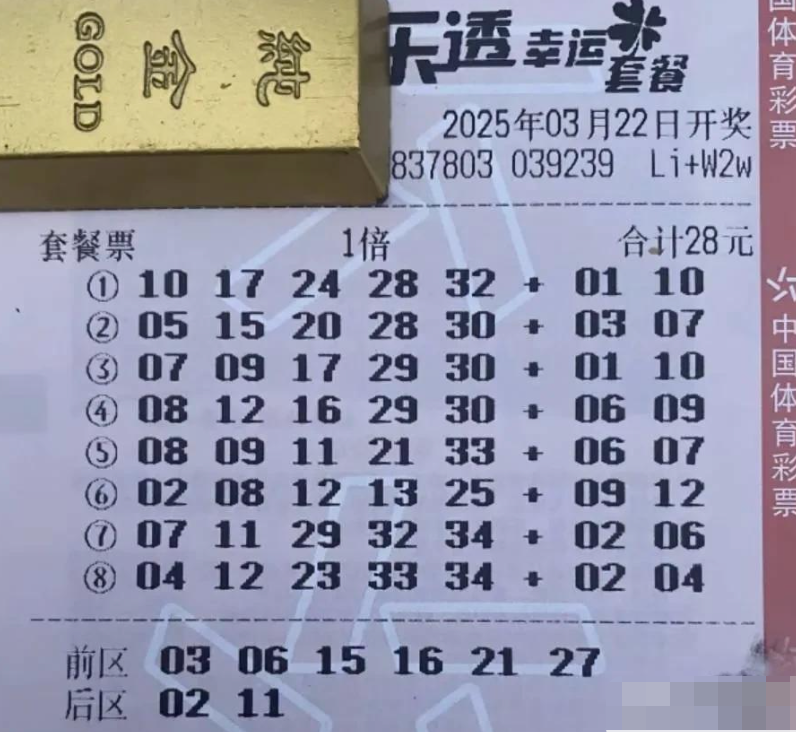 純金
GOLD
乐透幸运套餐
2025年03月22日开奖
837803 039239 Li+W2w
套餐票 1倍 合计28元
① 10 17 24 28 32 + 01 10
② 05 15 20 28 30 + 03 07
③ 07 09 17 29 30 + 01 10
④ 08 12 16 29 30 + 06 09
⑤ 08 09 11 21 33 + 06 07
⑥ 02 08 12 13 25 + 09 12
⑦ 07 11 29 32 34 + 02 06
⑧ 04 12 23 33 34 + 02 04
前区 03 06 15 16 21 27
后区 02 11
国体育彩票
中国体育彩票